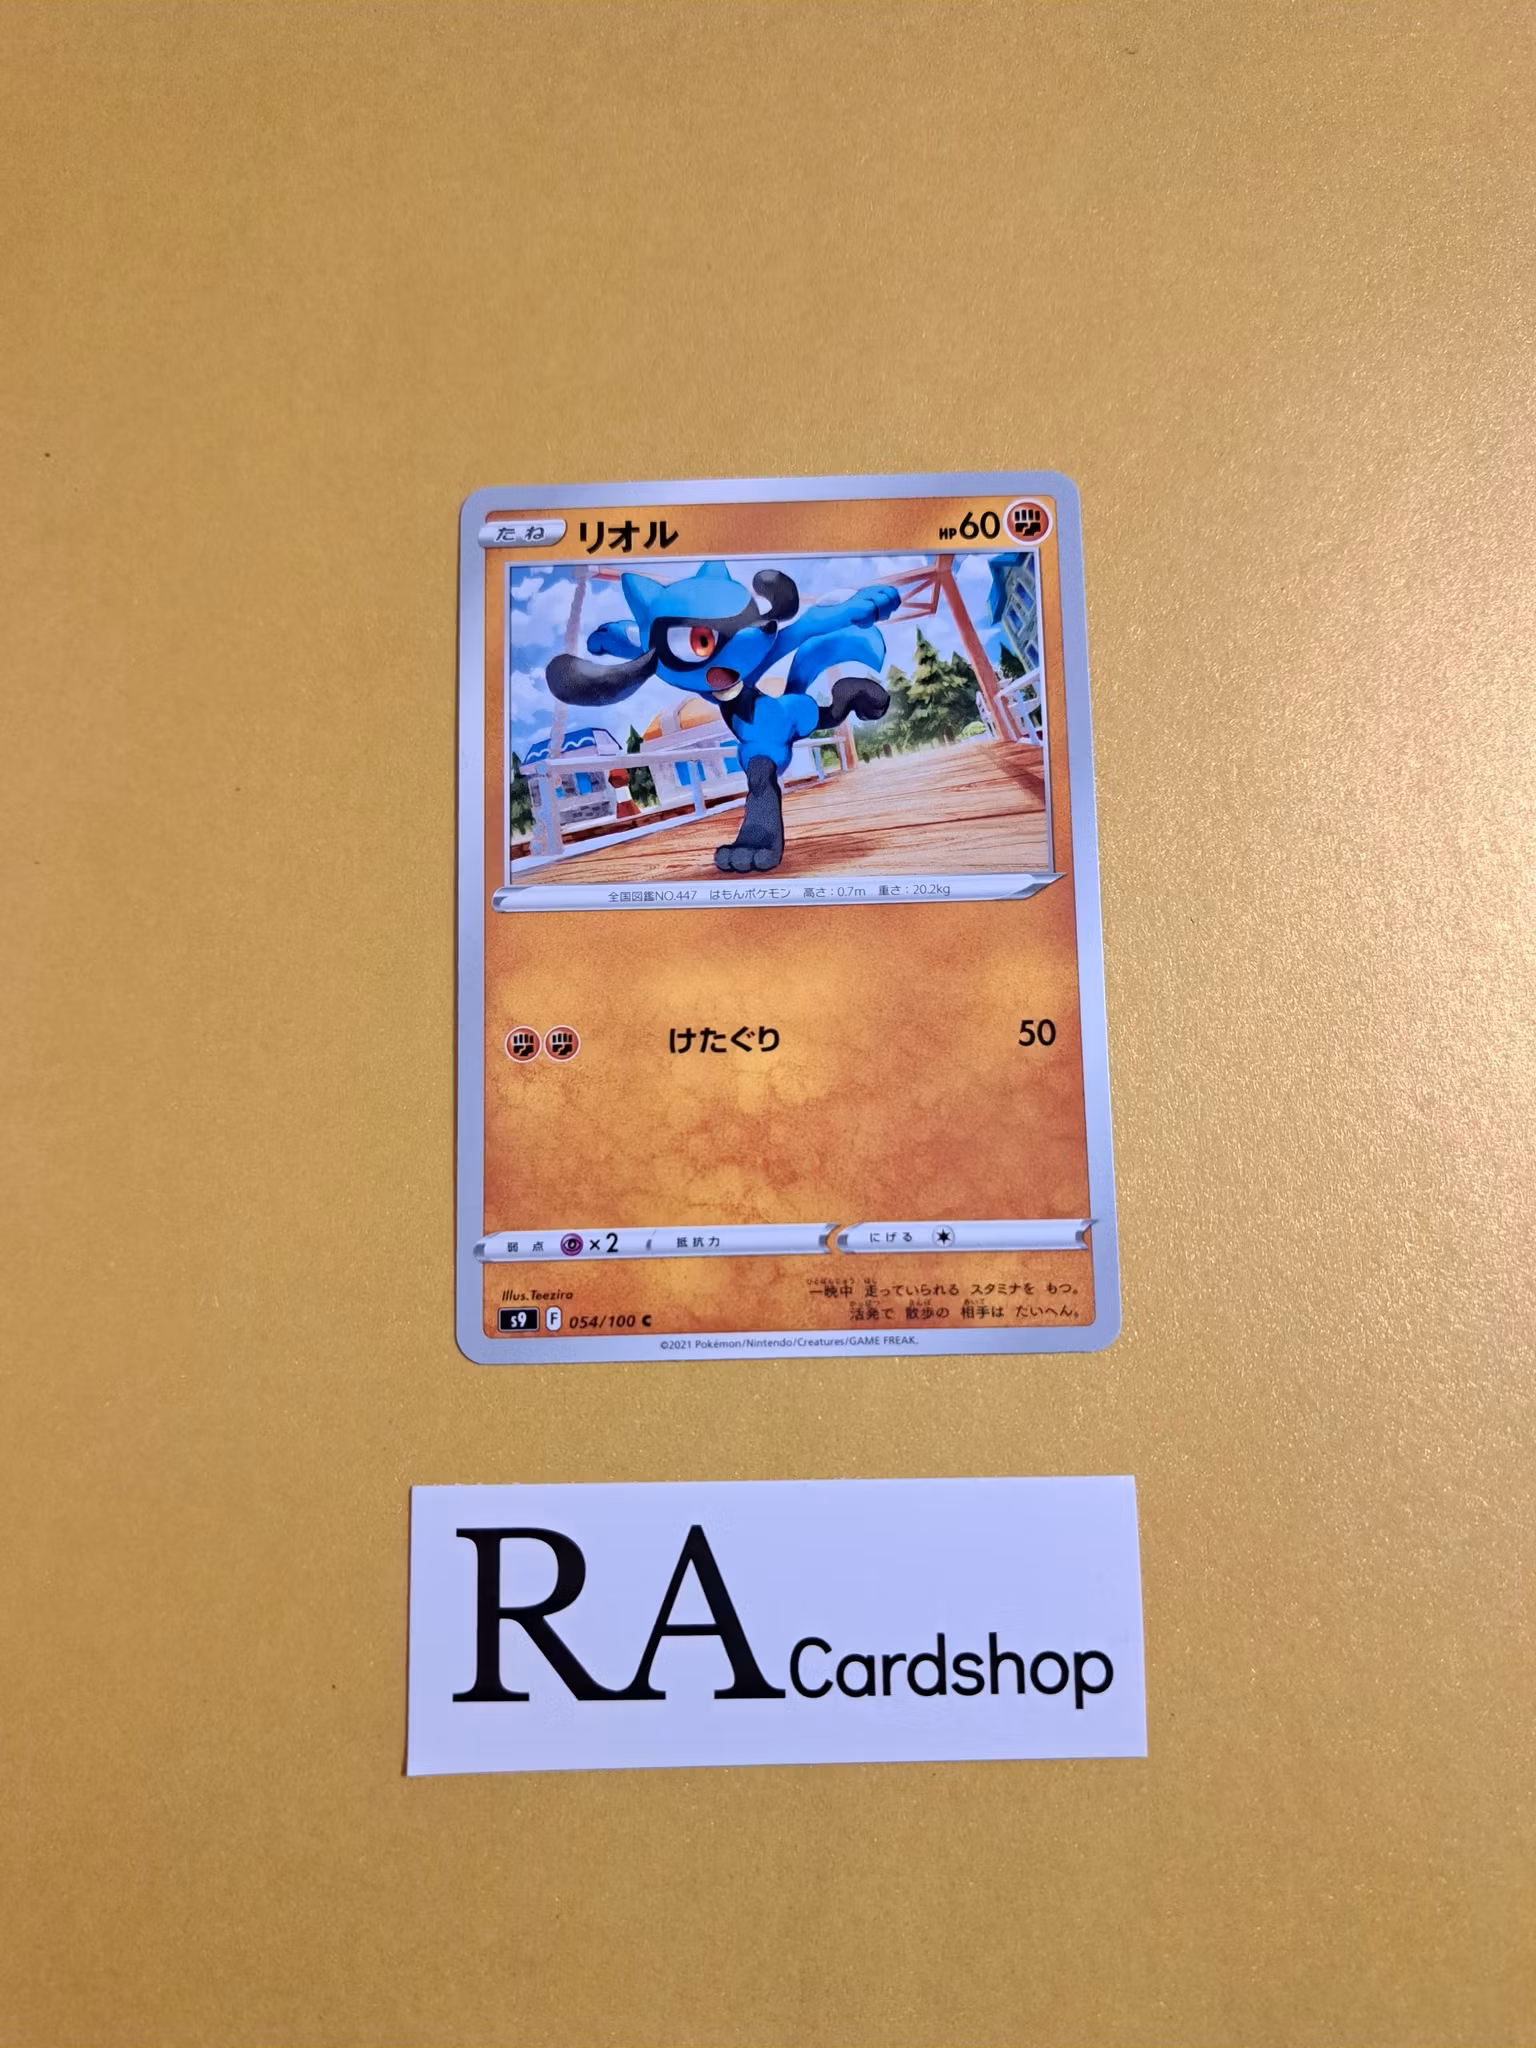 たね リオル HP60
全国図鑑NO.447 はもんポケモン 高さ：0.7m 重さ：20.2kg
けたぐり 50
弱点 ×2 抵抗力 にげる
Illus.Teeziro
一晩中 走っていられる スタミナを もつ。
活発で 散歩の 相手は たいへん。
s9 F 054/100 C
©2021 Pokémon/Nintendo/Creatures/GAME FREAK.
RA Cardshop